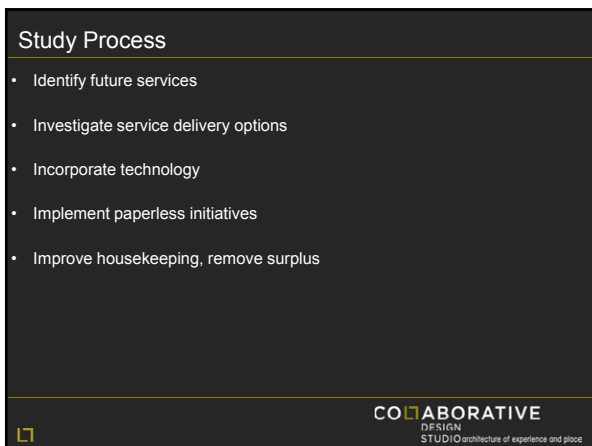 Study Process
• Identify future services
• Investigate service delivery options
• Incorporate technology
• Implement paperless initiatives
• Improve housekeeping, remove surplus
COLLABORATIVE
DESIGN
STUDIO architecture of experience and place